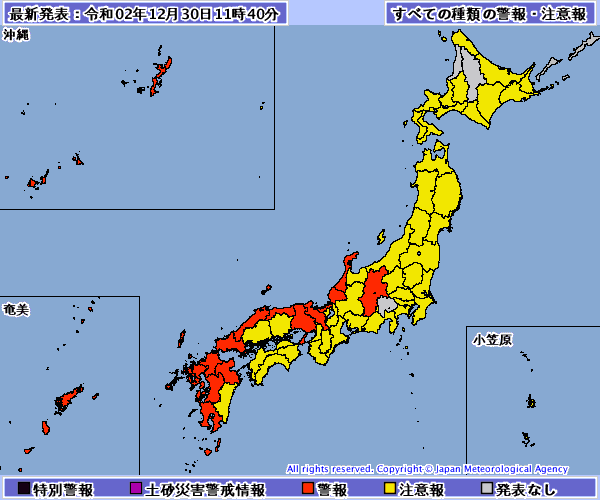 最新発表：令和02年12月30日11時40分
すべての種類の警報・注意報
沖縄
奄美
小笠原
All rights reserved. Copyright © Japan Meteorological Agency
特別警報 土砂災害警戒情報 警報 注意報 発表なし